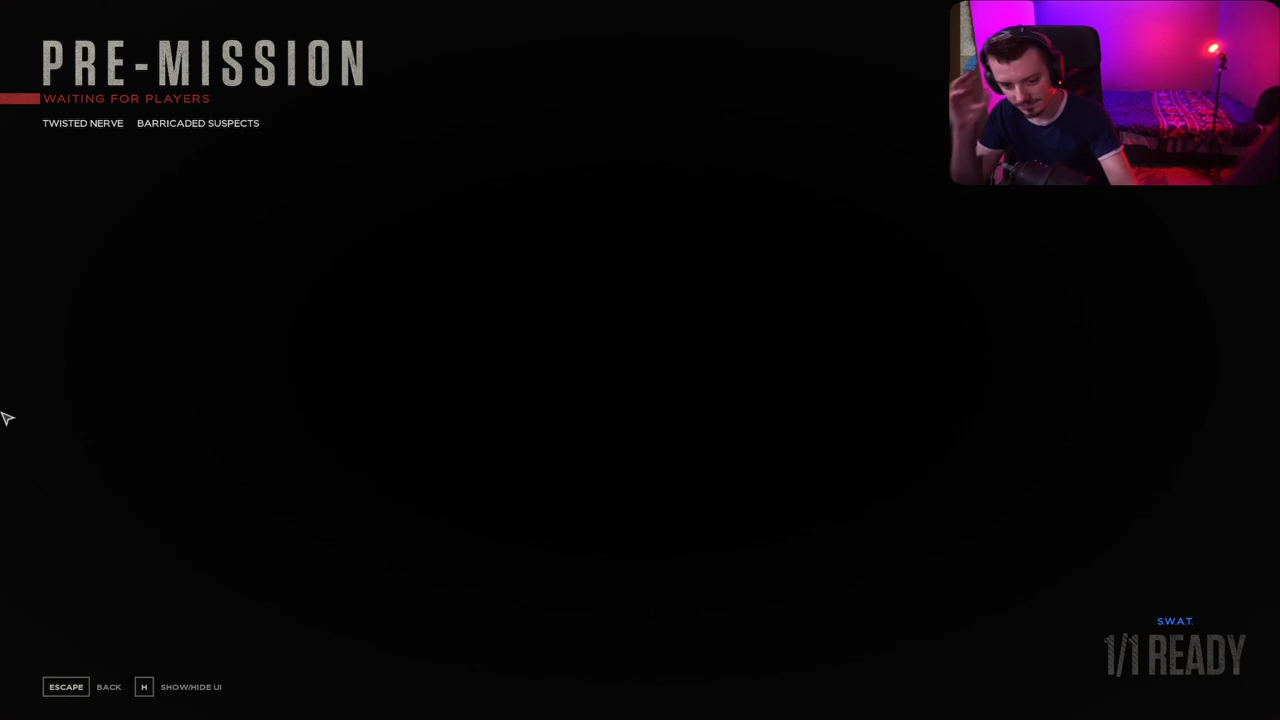 PRE-MISSION
WAITING FOR PLAYERS
TWISTED NERVE BARRICADED SUSPECTS
S.W.A.T.
1/1 READY
ESCAPE BACK H SHOW/HIDE UI